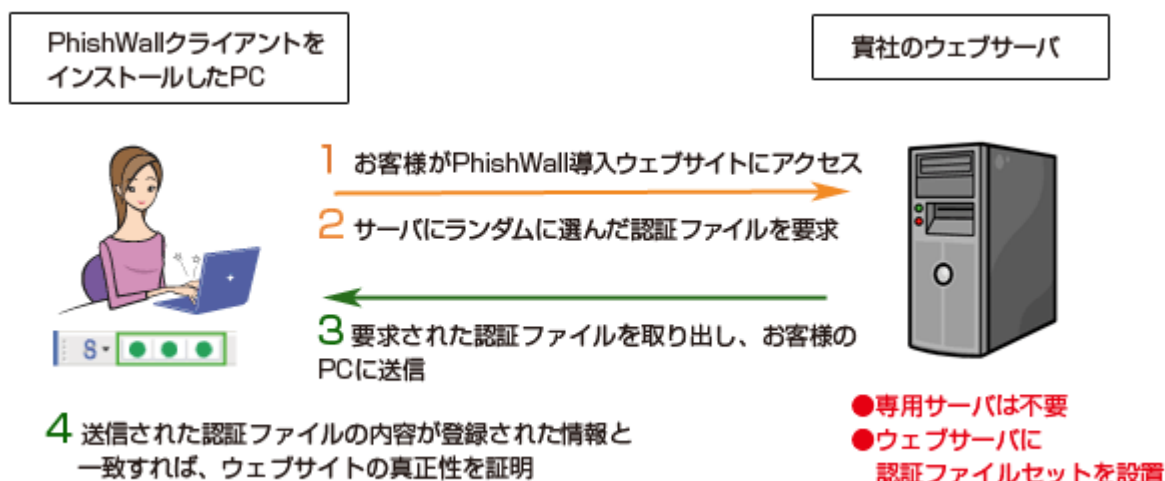 PhishWallクライアントを
インストールしたPC
貴社のウェブサーバ
1 お客様がPhishWall導入ウェブサイトにアクセス
2 サーバにランダムに選んだ認証ファイルを要求
3 要求された認証ファイルを取り出し、お客様の
PCに送信
S
4 送信された認証ファイルの内容が登録された情報と
一致すれば、ウェブサイトの真正性を証明
●専用サーバは不要
●ウェブサーバに
認証ファイルセットを設置